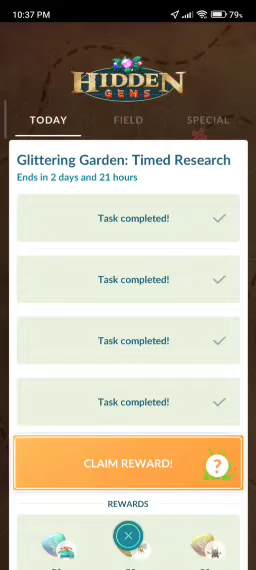 10:37 PM
79%
HIDDEN
GEMS
TODAY
FIELD
SPECIAL
Glittering Garden: Timed Research
Ends in 2 days and 21 hours
Task completed!
Task completed!
Task completed!
Task completed!
CLAIM REWARD!
?
REWARDS